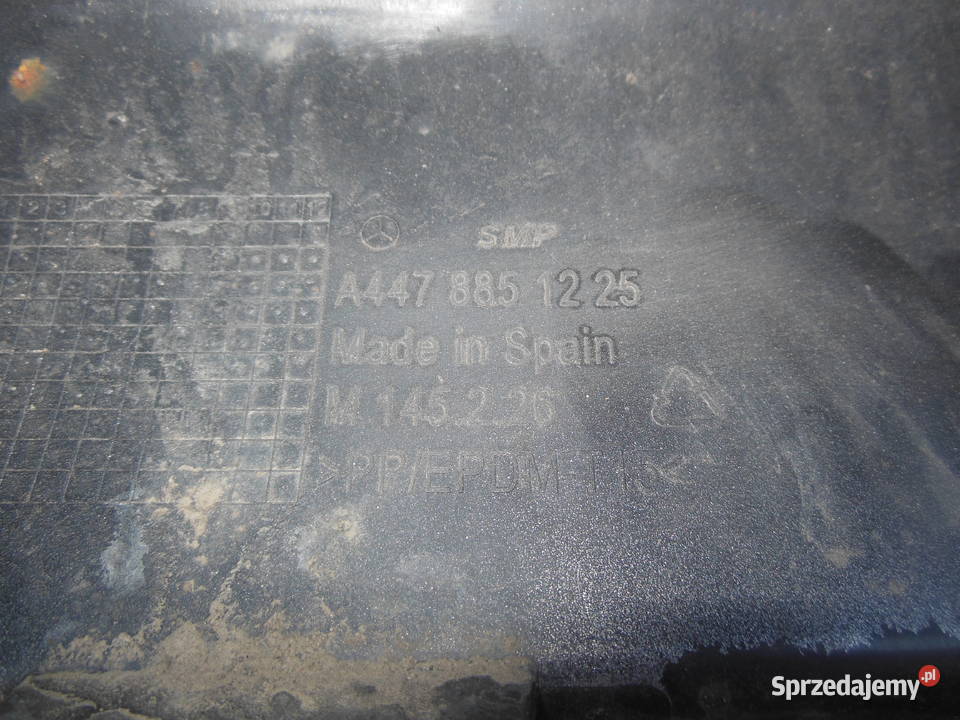 SMP
A447 885 12 25
Made in Spain
M 145.2.26
>PP/EPDM-T15<
Sprzedajemy.pl